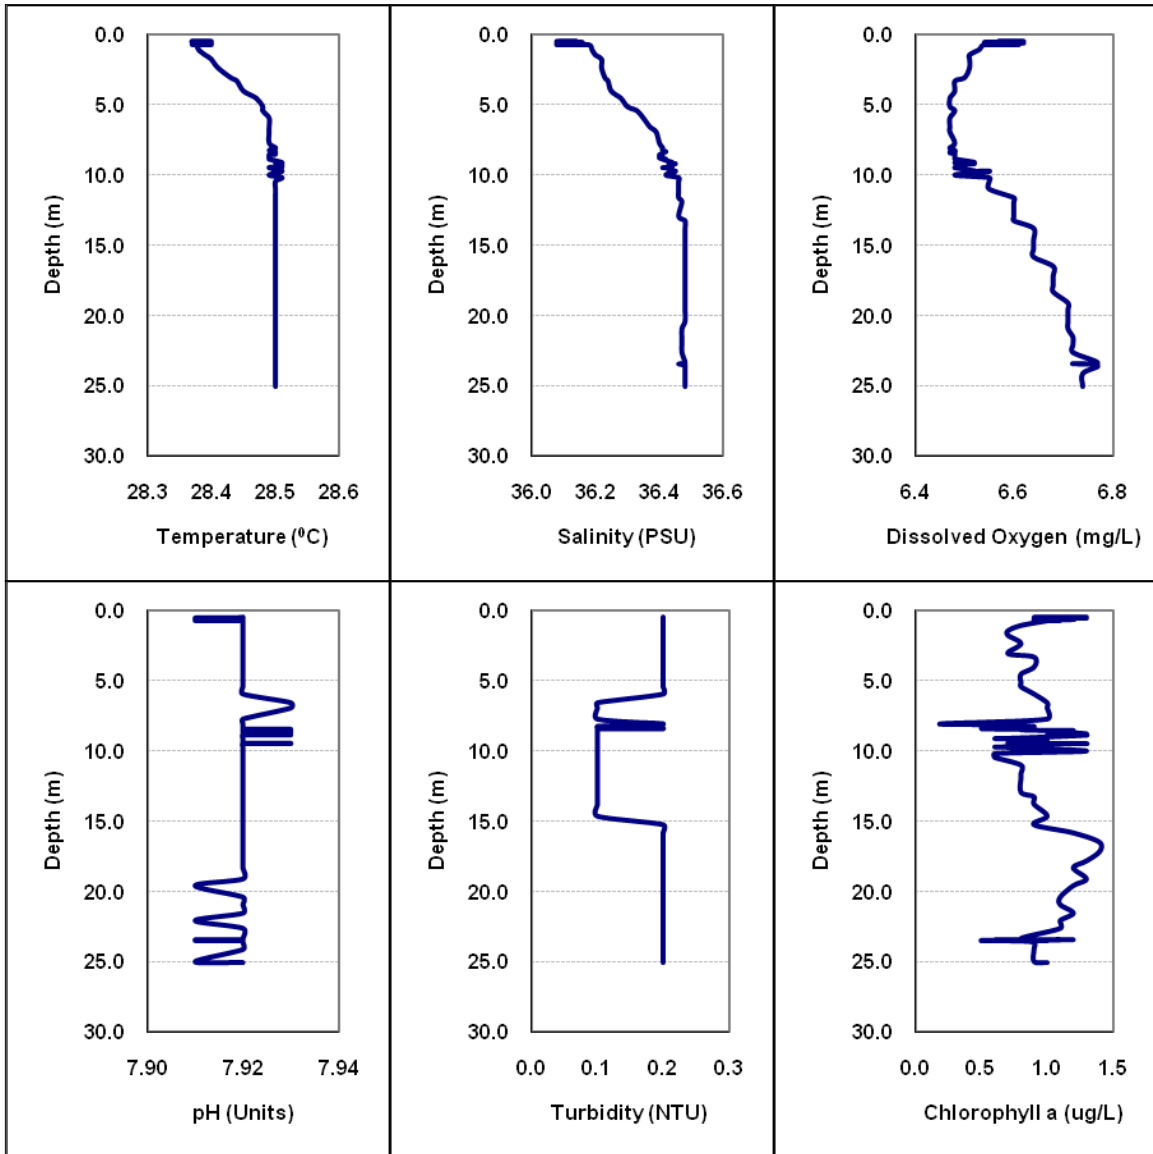 0.0
5.0
10.0
15.0
20.0
25.0
30.0
Depth (m)
28.3 28.4 28.5 28.6
Temperature (⁰C)
0.0
5.0
10.0
15.0
20.0
25.0
30.0
Depth (m)
36.0 36.2 36.4 36.6
Salinity (PSU)
0.0
5.0
10.0
15.0
20.0
25.0
30.0
Depth (m)
6.4 6.6 6.8
Dissolved Oxygen (mg/L)
0.0
5.0
10.0
15.0
20.0
25.0
30.0
Depth (m)
7.90 7.92 7.94
pH (Units)
0.0
5.0
10.0
15.0
20.0
25.0
30.0
Depth (m)
0.0 0.1 0.2 0.3
Turbidity (NTU)
0.0
5.0
10.0
15.0
20.0
25.0
30.0
Depth (m)
0.0 0.5 1.0 1.5
Chlorophyll a (ug/L)